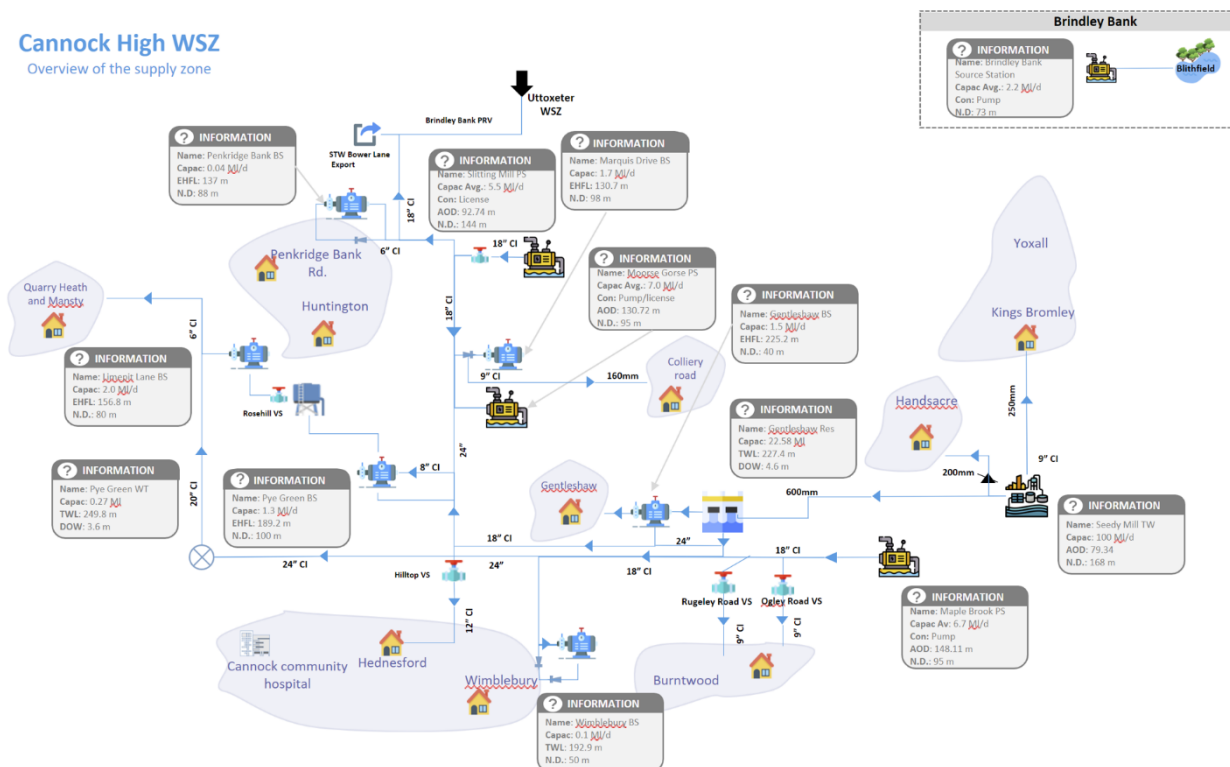 Cannock High WSZ
Overview of the supply zone
Brindley Bank
? INFORMATION
Name: Brindley Bank
Source Station
Capac Avg.: 2.2 Ml/d
Con: Pump
N.D: 73 m
Blithfield
Uttoxeter
WSZ
Brindley Bank PRV
STW Bower Lane
Export
? INFORMATION
Name: Penkridge Bank BS
Capac: 0.04 Ml/d
EHFL: 137 m
N.D: 88 m
? INFORMATION
Name: Slitting Mill PS
Capac Avg.: 5.5 Ml/d
Con: License
AOD: 92.74 m
N.D.: 144 m
? INFORMATION
Name: Marquis Drive BS
Capac: 1.7 Ml/d
EHFL: 130.7 m
N.D: 98 m
18" CI
6" CI
18" CI
Penkridge Bank
Rd.
Huntington
Quarry Heath
and Mansty
6" CI
18" CI
? INFORMATION
Name: Moorse Gorse PS
Capac Avg.: 7.0 Ml/d
Con: Pump/license
AOD: 130.72 m
N.D.: 95 m
? INFORMATION
Name: Gentleshaw BS
Capac: 1.5 Ml/d
EHFL: 225.2 m
N.D: 40 m
Yoxall
Kings Bromley
? INFORMATION
Name: Limepit Lane BS
Capac: 2.0 Ml/d
EHFL: 156.8 m
N.D.: 80 m
Rosehill VS
9" CI
160mm
Colliery
road
250mm
Handsacre
? INFORMATION
Name: Gentleshaw Res
Capac: 22.58 Ml
TWL: 227.4 m
DOW: 4.6 m
24"
9" CI
200mm
600mm
? INFORMATION
Name: Pye Green WT
Capac: 0.27 Ml
TWL: 249.8 m
DOW: 3.6 m
20" CI
? INFORMATION
Name: Pye Green BS
Capac: 1.3 Ml/d
EHFL: 189.2 m
N.D.: 100 m
8" CI
Gentleshaw
? INFORMATION
Name: Seedy Mill TW
Capac: 100 Ml/d
AOD: 79.34
N.D.: 168 m
18" CI
24"
24" CI
24"
18" CI
18" CI
Hilltop VS
Rugeley Road VS
Ogley Road VS
12" CI
9" CI
9" CI
? INFORMATION
Name: Maple Brook PS
Capac Av: 6.7 Ml/d
Con: Pump
AOD: 148.11 m
N.D.: 95 m
Cannock community
hospital
Hednesford
Wimblebury
Burntwood
? INFORMATION
Name: Wimblebury BS
Capac: 0.1 Ml/d
TWL: 192.9 m
N.D.: 50 m